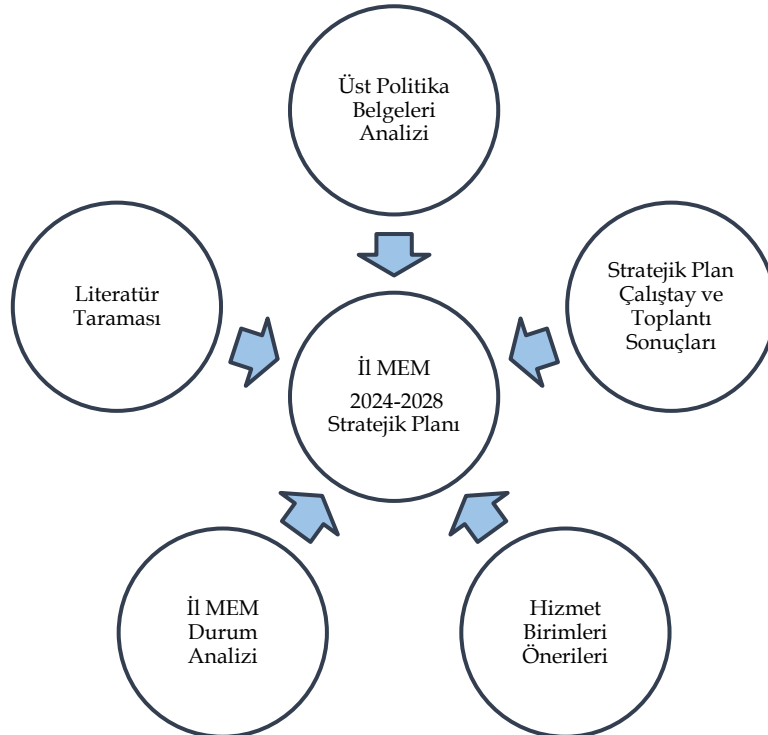 Üst Politika
Belgeleri
Analizi
Literatür
Taraması
Stratejik Plan
Çalıştay ve
Toplantı
Sonuçları
İl MEM
2024-2028
Stratejik Planı
İl MEM
Durum
Analizi
Hizmet
Birimleri
Önerileri